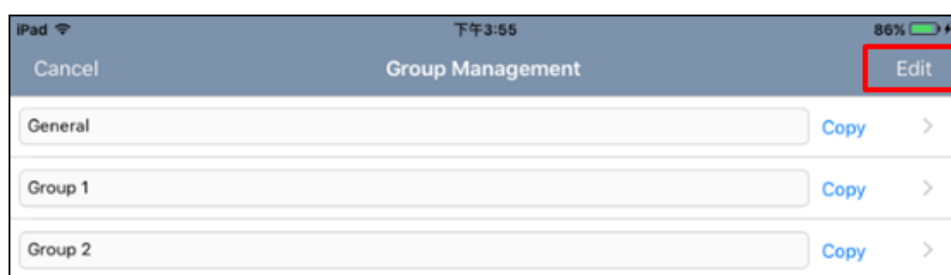 iPad 下午3:55 86%
Cancel Group Management Edit
General Copy
Group 1 Copy
Group 2 Copy